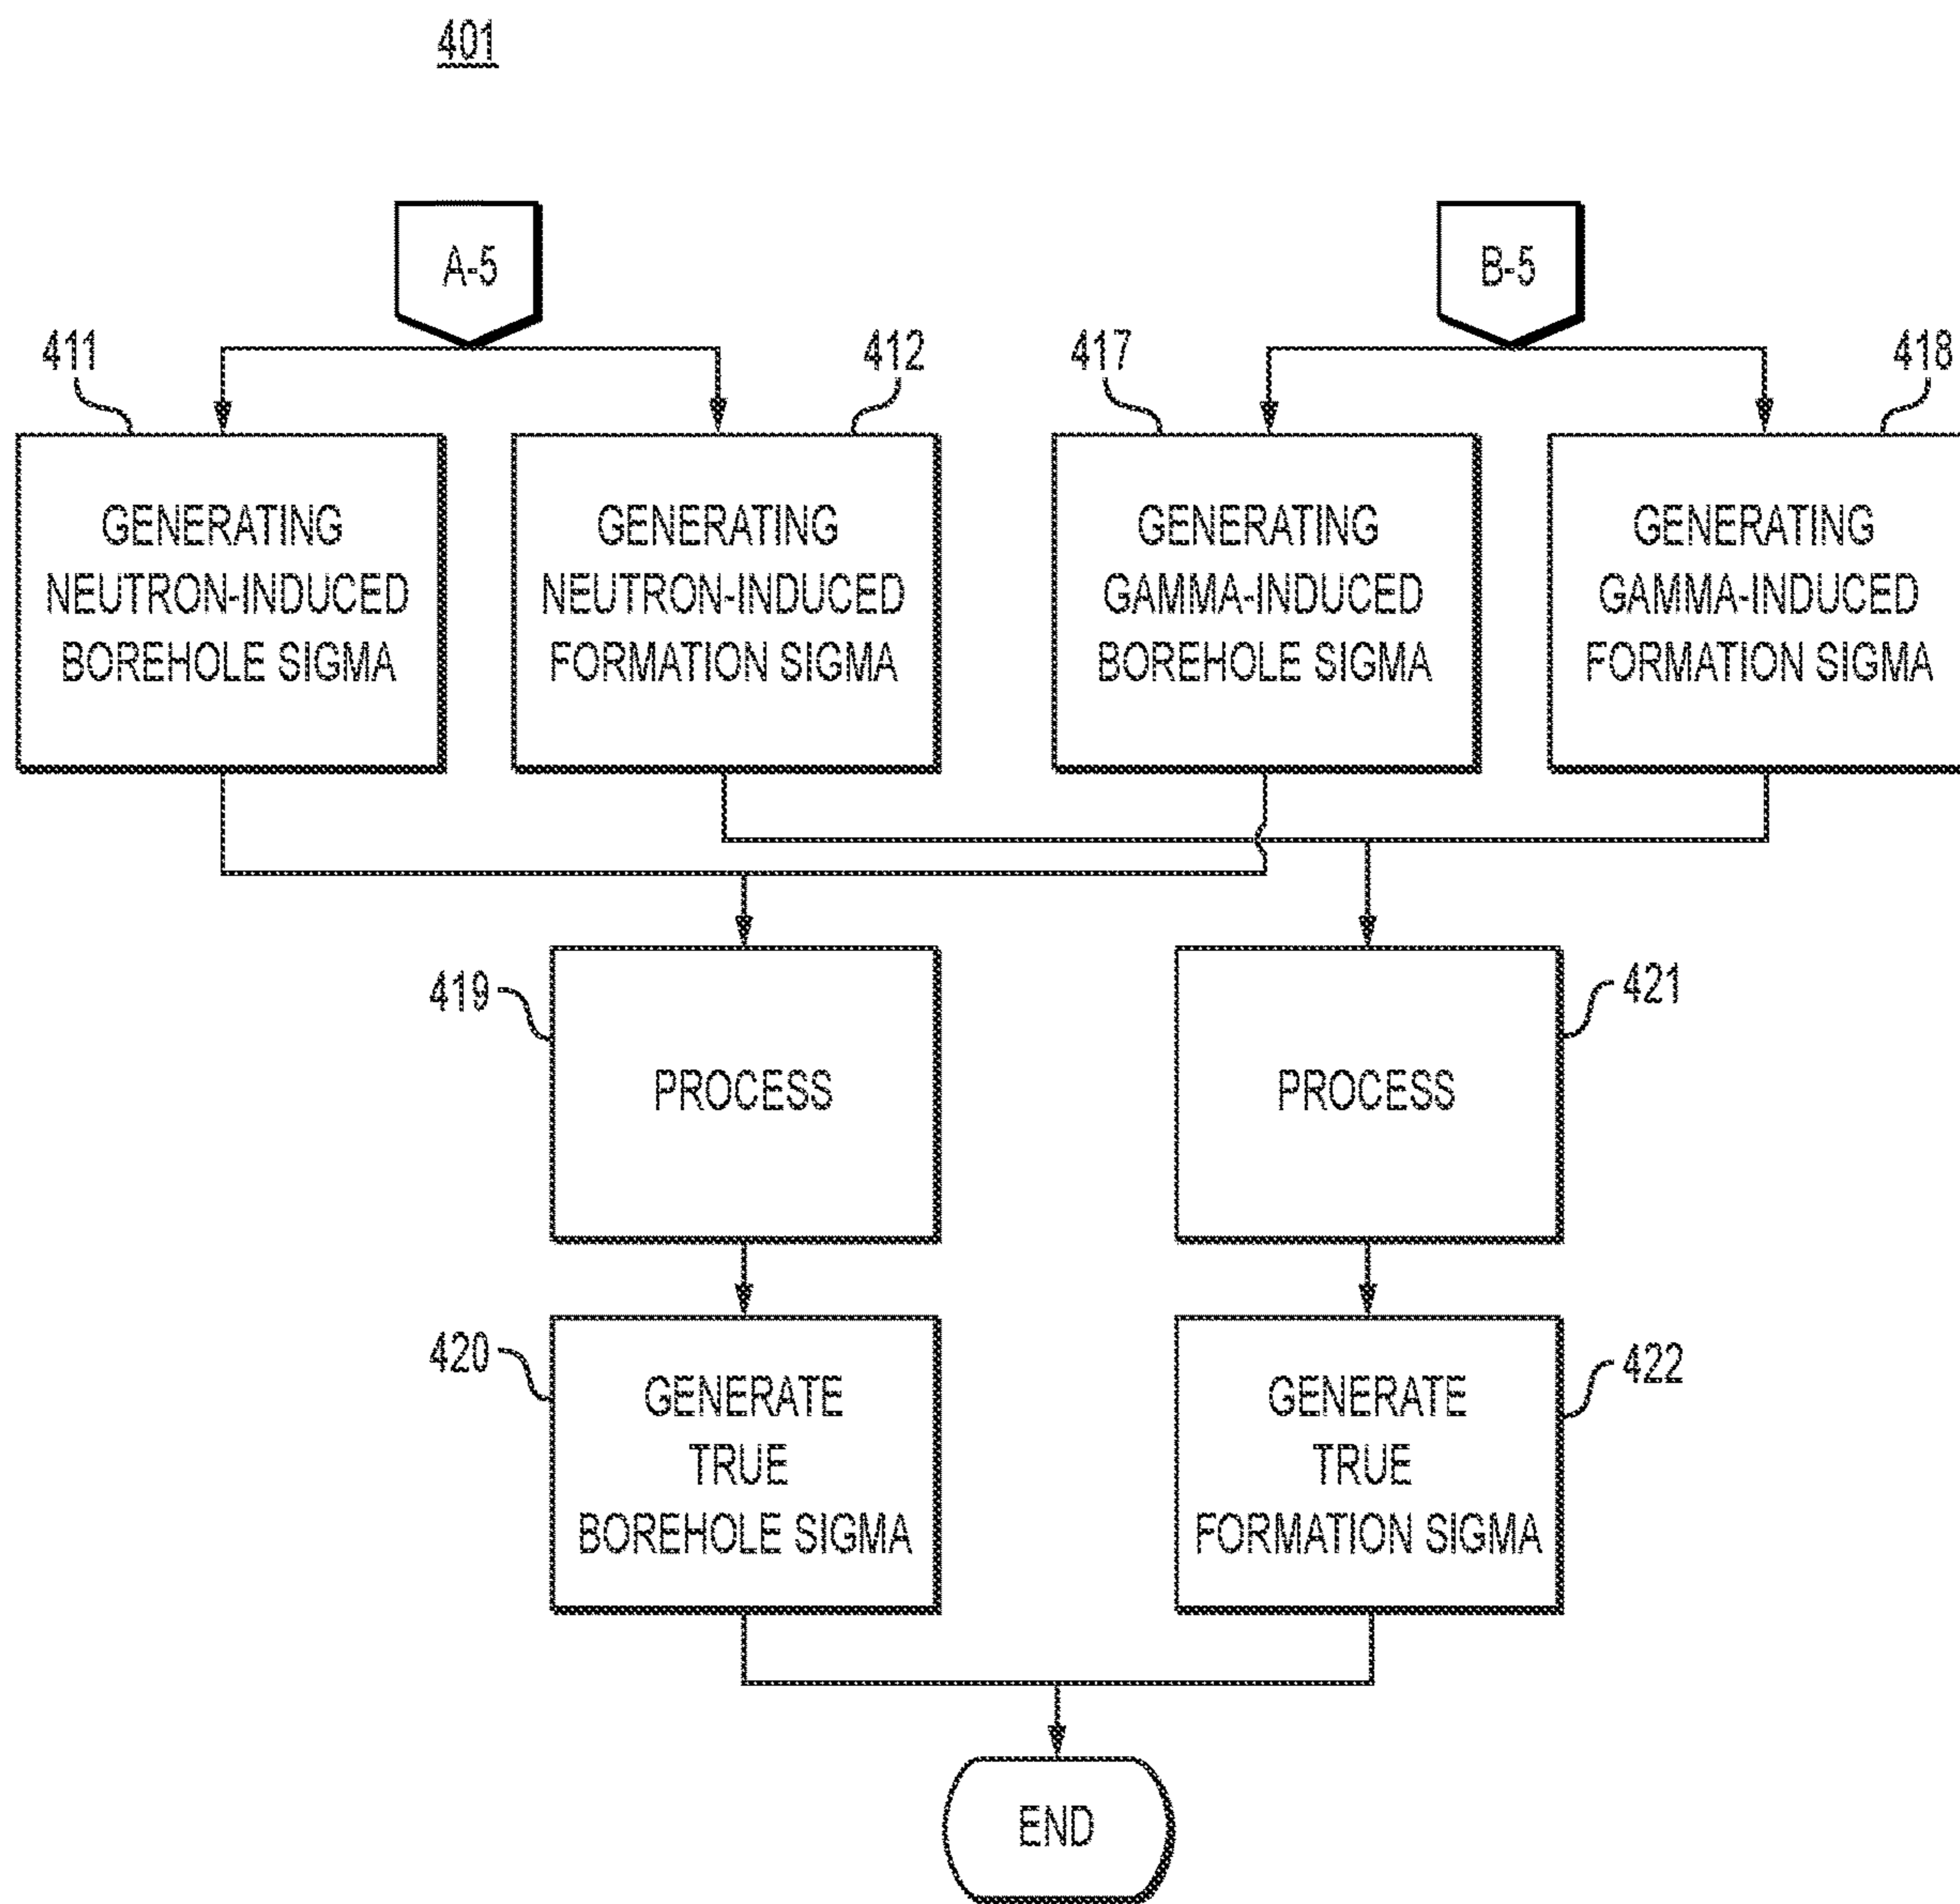 401
A-5
B-5
411
412
417
418
GENERATING
NEUTRON-INDUCED
BOREHOLE SIGMA
GENERATING
NEUTRON-INDUCED
FORMATION SIGMA
GENERATING
GAMMA-INDUCED
BOREHOLE SIGMA
GENERATING
GAMMA-INDUCED
FORMATION SIGMA
419
PROCESS
PROCESS
421
420
GENERATE
TRUE
BOREHOLE SIGMA
GENERATE
TRUE
FORMATION SIGMA
422
END